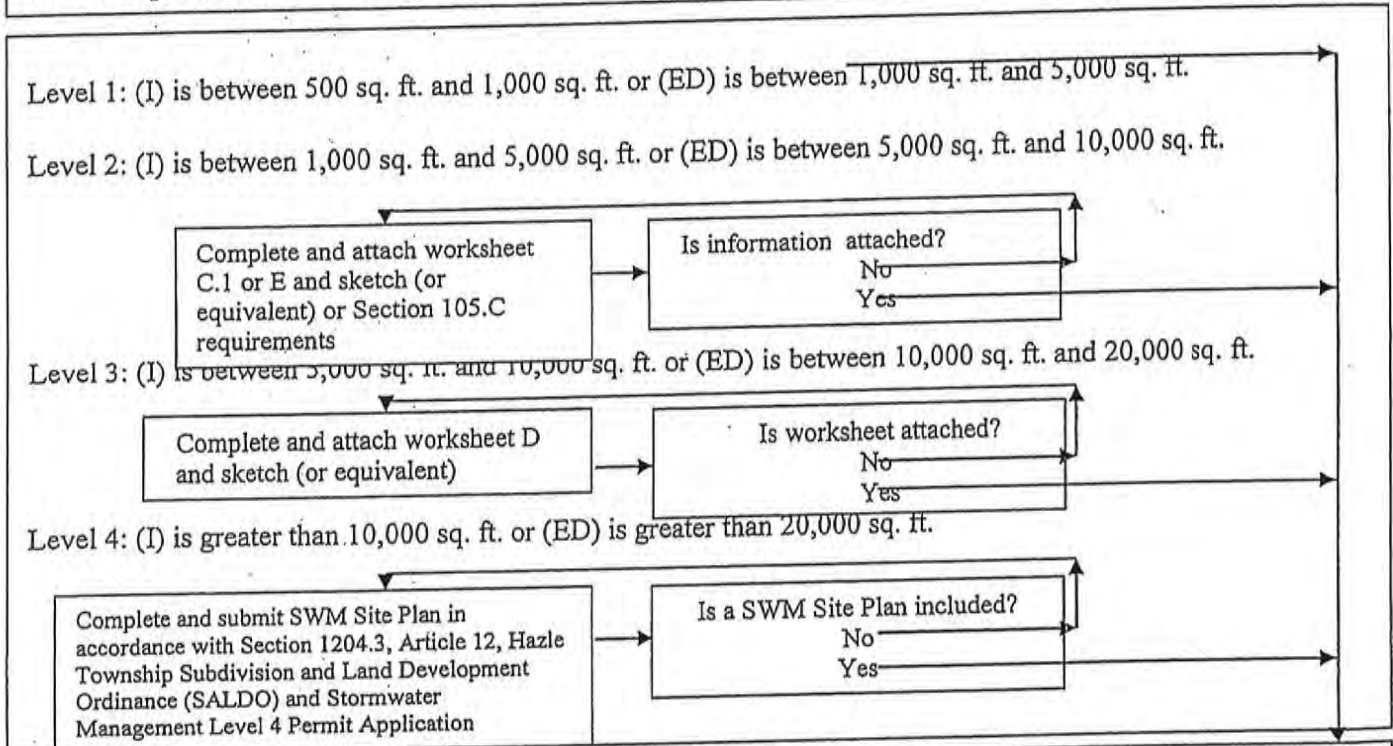 Level 1: (I) is between 500 sq. ft. and 1,000 sq. ft. or (ED) is between 1,000 sq. ft. and 5,000 sq. ft.
Level 2: (I) is between 1,000 sq. ft. and 5,000 sq. ft. or (ED) is between 5,000 sq. ft. and 10,000 sq. ft.
Complete and attach worksheet
C.1 or E and sketch (or
equivalent) or Section 105.C
requirements
Is information attached?
No
Yes
Level 3: (I) is between 5,000 sq. ft. and 10,000 sq. ft. or (ED) is between 10,000 sq. ft. and 20,000 sq. ft.
Complete and attach worksheet D
and sketch (or equivalent)
Is worksheet attached?
No
Yes
Level 4: (I) is greater than 10,000 sq. ft. or (ED) is greater than 20,000 sq. ft.
Complete and submit SWM Site Plan in
accordance with Section 1204.3, Article 12, Hazle
Township Subdivision and Land Development
Ordinance (SALDO) and Stormwater
Management Level 4 Permit Application
Is a SWM Site Plan included?
No
Yes